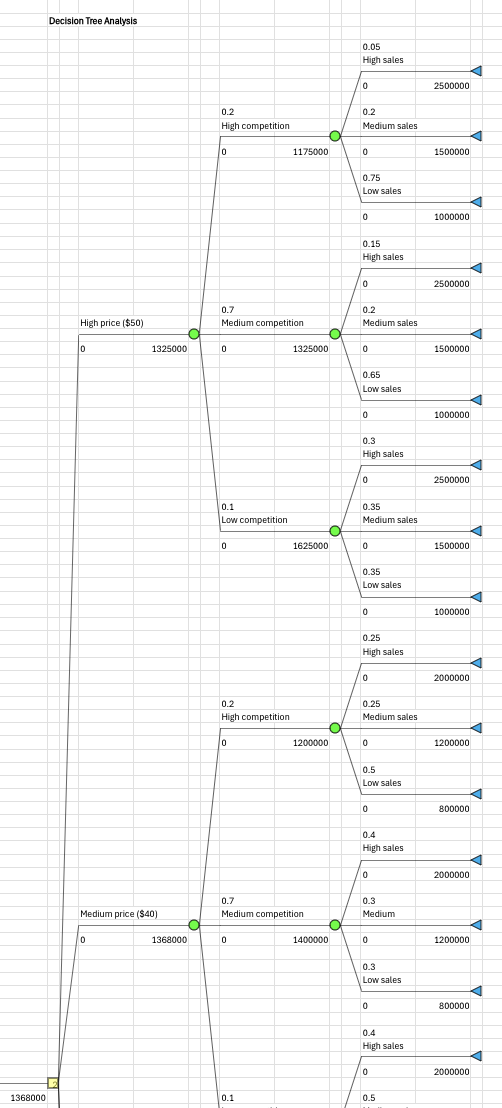 Decision Tree Analysis
0.05
High sales
0 2500000
0.2
High competition
0.2
Medium sales
0 1175000
0 1500000
0.75
Low sales
0 1000000
0.15
High sales
0 2500000
High price ($50)
0.7
Medium competition
0.2
Medium sales
0 1325000
0 1325000
0 1500000
0.65
Low sales
0 1000000
0.3
High sales
0 2500000
0.1
Low competition
0.35
Medium sales
0 1625000
0 1500000
0.35
Low sales
0 1000000
0.25
High sales
0 2000000
0.2
High competition
0.25
Medium sales
0 1200000
0 1200000
0.5
Low sales
0 800000
0.4
High sales
0 2000000
Medium price ($40)
0.7
Medium competition
0.3
Medium
0 1368000
0 1400000
0 1200000
0.3
Low sales
0 800000
0.4
High sales
0 2000000
2
1368000
0.1
0.5